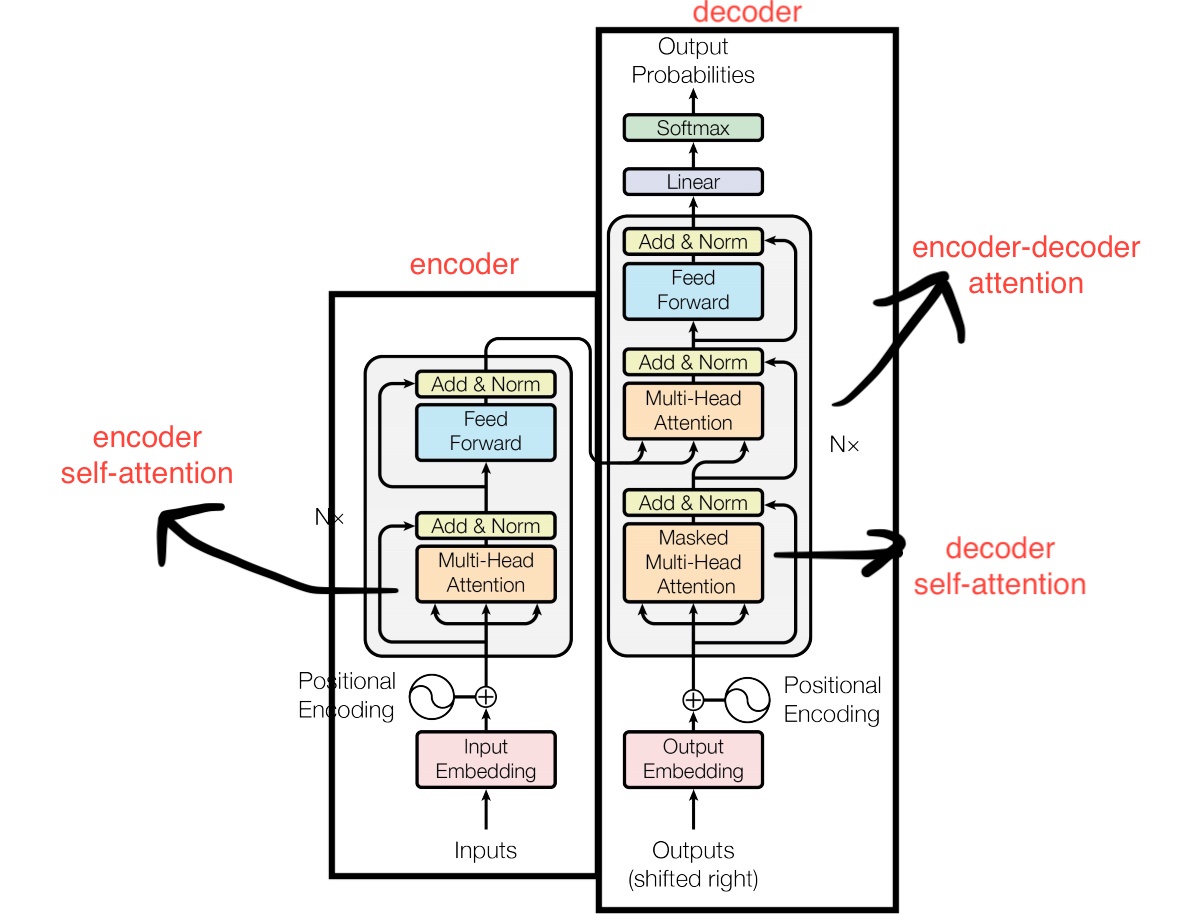 decoder
Output
Probabilities
Softmax
Linear
Add & Norm
Feed
Forward
Add & Norm
Multi-Head
Attention
Nx
Add & Norm
Masked
Multi-Head
Attention
encoder-decoder
attention
decoder
self-attention
Positional
Encoding
Output
Embedding
Outputs
(shifted right)
encoder
Add & Norm
Feed
Forward
Nx
Add & Norm
Multi-Head
Attention
encoder
self-attention
Positional
Encoding
Input
Embedding
Inputs